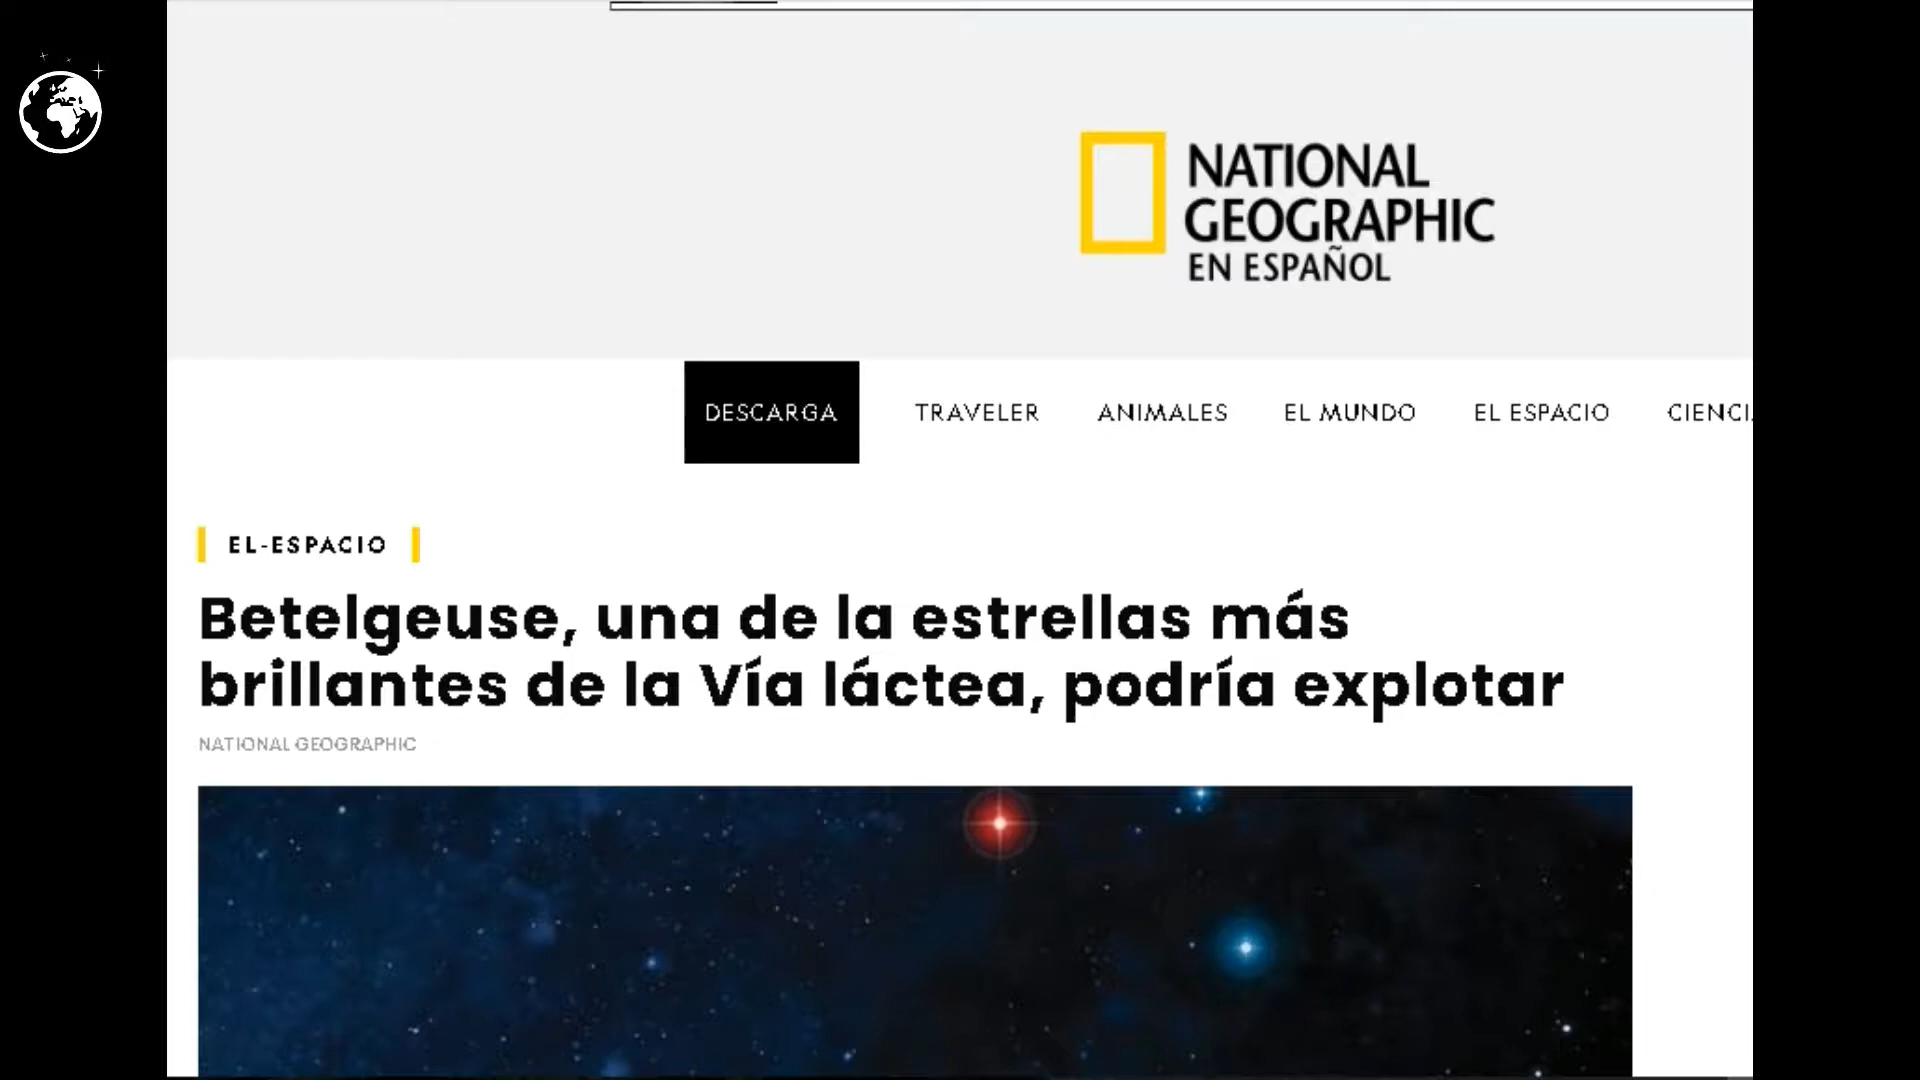 NATIONAL
GEOGRAPHIC
EN ESPAÑOL
DESCARGA TRAVELER ANIMALES EL MUNDO EL ESPACIO
EL-ESPACIO
Betelgeuse, una de la estrellas más
brillantes de la Vía láctea, podría explotar
NATIONAL GEOGRAPHIC